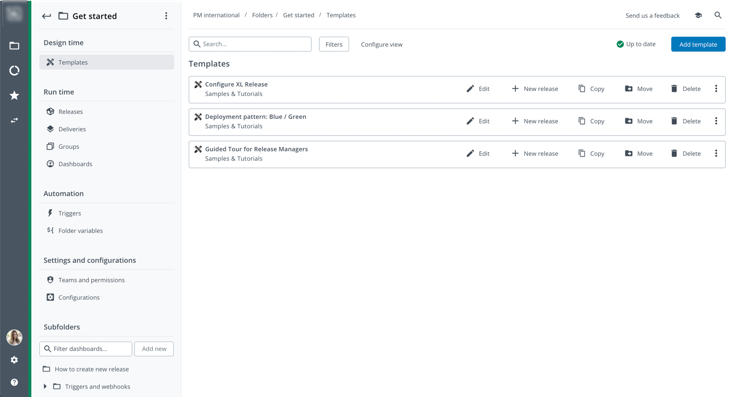 Get started
Design time
Templates
Run time
Releases
Deliveries
Groups
Dashboards
Automation
Triggers
Folder variables
Settings and configurations
Teams and permissions
Configurations
Subfolders
Filter dashboards... Add new
How to create new release
Triggers and webhooks
PM international / Folders / Get started / Templates Send us a feedback
Search... Filters Configure view Up to date Add template
Templates
Configure XL Release
Samples & Tutorials
Edit New release Copy Move Delete
Deployment pattern: Blue / Green
Samples & Tutorials
Edit New release Copy Move Delete
Guided Tour for Release Managers
Samples & Tutorials
Edit New release Copy Move Delete